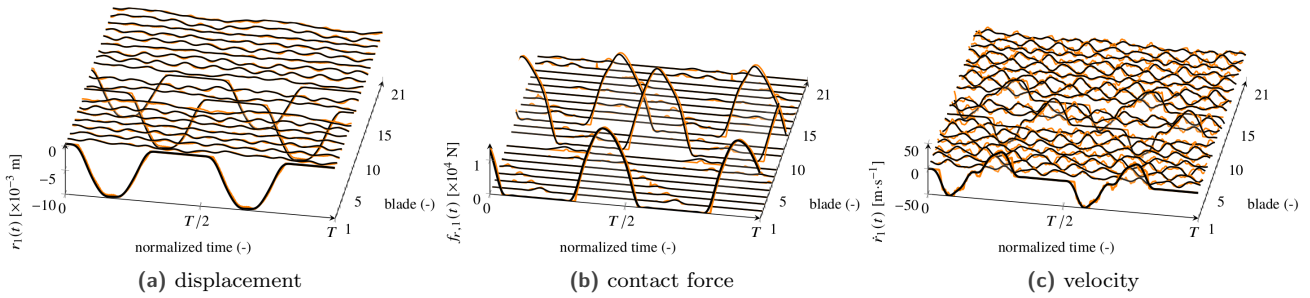 0
−5
−10
r₁(t) [×10⁻³ m]
0
T/2
T
normalized time (-)
1
5
10
15
21
blade (-)
(a) displacement
1
0
f_{r,1}(t) [×10⁴ N]
0
T/2
T
normalized time (-)
1
5
10
15
21
blade (-)
(b) contact force
50
0
−50
ṙ₁(t) [m·s⁻¹]
0
T/2
T
normalized time (-)
1
5
10
15
21
blade (-)
(c) velocity